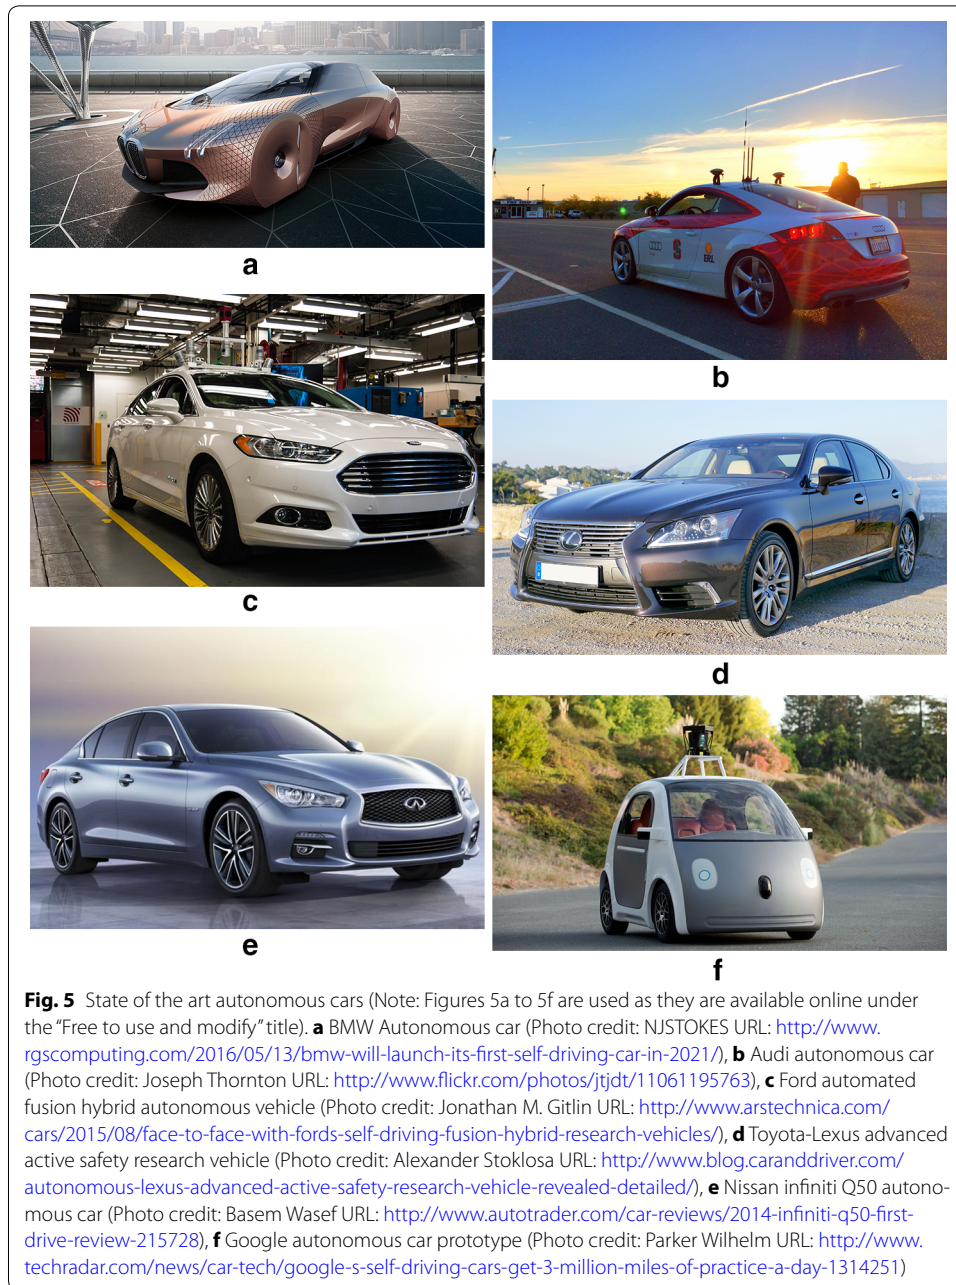 a
b
c
d
e
f
ERL
Fig. 5 State of the art autonomous cars (Note: Figures 5a to 5f are used as they are available online under
the “Free to use and modify” title). a BMW Autonomous car (Photo credit: NJSTOKES URL: http://www.
rgscomputing.com/2016/05/13/bmw-will-launch-its-first-self-driving-car-in-2021/), b Audi autonomous car
(Photo credit: Joseph Thornton URL: http://www.flickr.com/photos/jtjdt/11061195763), c Ford automated
fusion hybrid autonomous vehicle (Photo credit: Jonathan M. Gitlin URL: http://www.arstechnica.com/
cars/2015/08/face-to-face-with-fords-self-driving-fusion-hybrid-research-vehicles/), d Toyota-Lexus advanced
active safety research vehicle (Photo credit: Alexander Stoklosa URL: http://www.blog.caranddriver.com/
autonomous-lexus-advanced-active-safety-research-vehicle-revealed-detailed/), e Nissan infiniti Q50 autono-
mous car (Photo credit: Basem Wasef URL: http://www.autotrader.com/car-reviews/2014-infiniti-q50-first-
drive-review-215728), f Google autonomous car prototype (Photo credit: Parker Wilhelm URL: http://www.
techradar.com/news/car-tech/google-s-self-driving-cars-get-3-million-miles-of-practice-a-day-1314251)